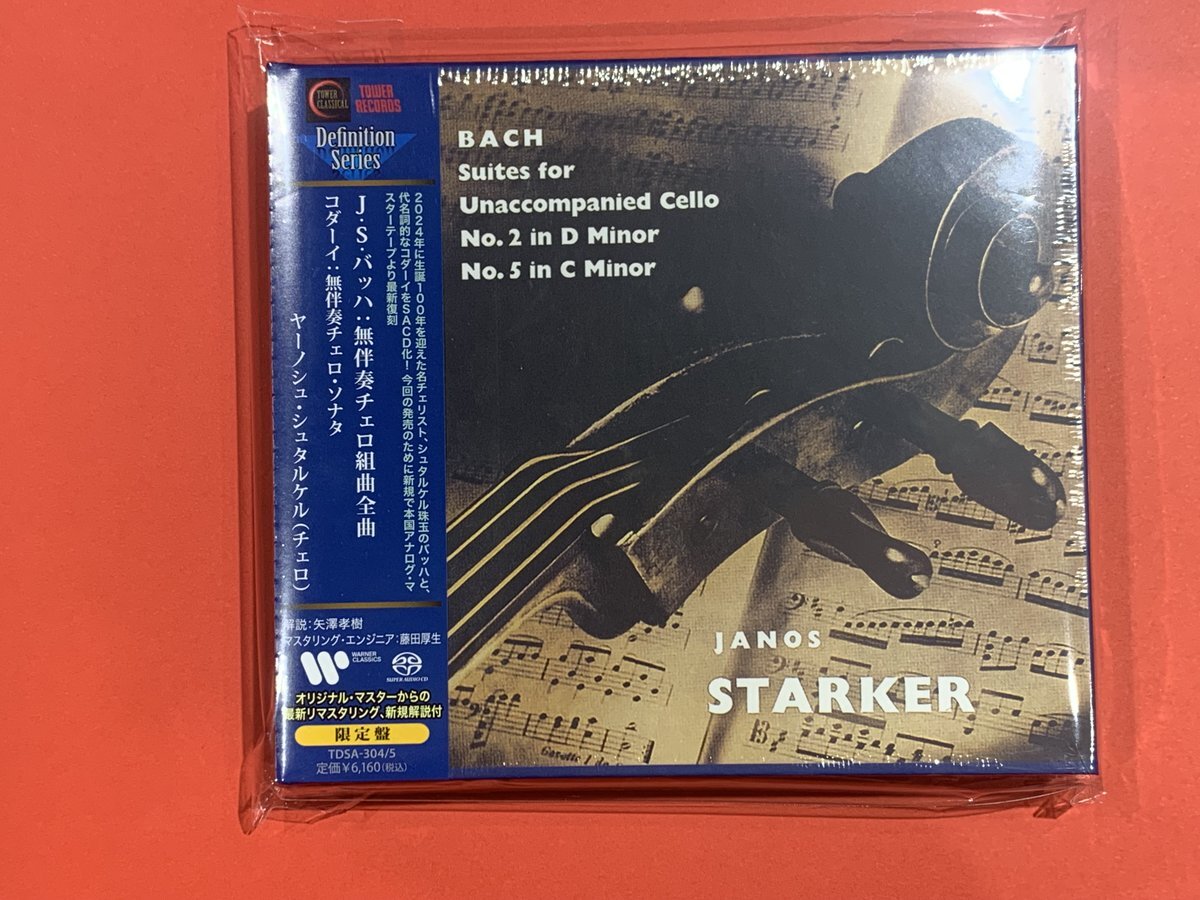 TOWER
CLASSICAL
TOWER
RECORDS
Definition
Series
2024年に生誕100年を迎えた名チェリスト、シュタルケル珠玉のバッハと、
代名詞的なコダーイをSACD化！今回の発売のために新規で本国アナログ・マ
スターテープより最新復刻
J・S・バッハ：無伴奏チェロ組曲全曲
コダーイ：無伴奏チェロ・ソナタ
ヤーノシュ・シュタルケル（チェロ）
解説：矢澤孝樹
マスタリング・エンジニア：藤田厚生
WARNER
CLASSICS
SUPER AUDIO CD
オリジナル・マスターからの
最新リマスタリング、新規解説付
限定盤
TDSA-304/5
定価￥6,160（税込）
BACH
Suites for
Unaccompanied Cello
No. 2 in D Minor
No. 5 in C Minor
JANOS
STARKER